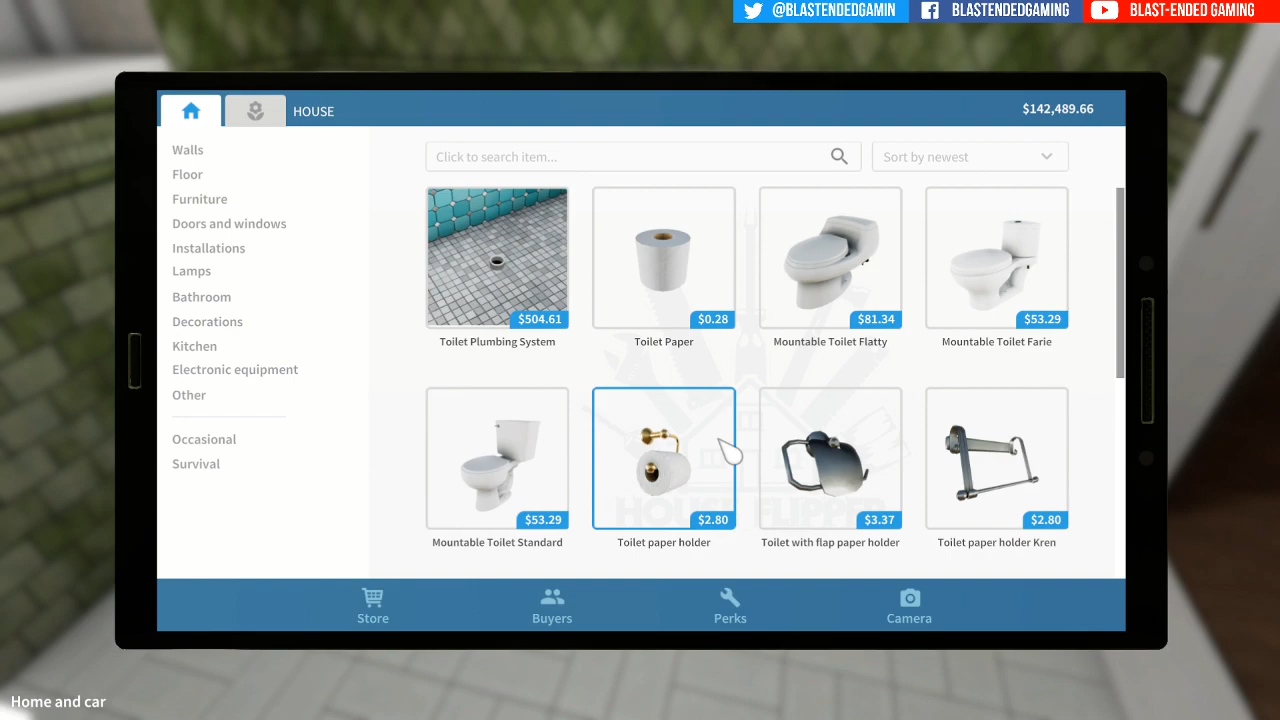 @BLASTENDEDGAMIN
BLASTENDEDGAMING
BLAST-ENDED GAMING
HOUSE
$142,489.66
Walls
Floor
Furniture
Doors and windows
Installations
Lamps
Bathroom
Decorations
Kitchen
Electronic equipment
Other
Occasional
Survival
Click to search item...
Sort by newest
$504.61
$0.28
$81.34
$53.29
Toilet Plumbing System
Toilet Paper
Mountable Toilet Flatty
Mountable Toilet Farie
$53.29
$2.80
$3.37
$2.80
Mountable Toilet Standard
Toilet paper holder
Toilet with flap paper holder
Toilet paper holder Kren
HOUSE FLIPPER
Store
Buyers
Perks
Camera
Home and car